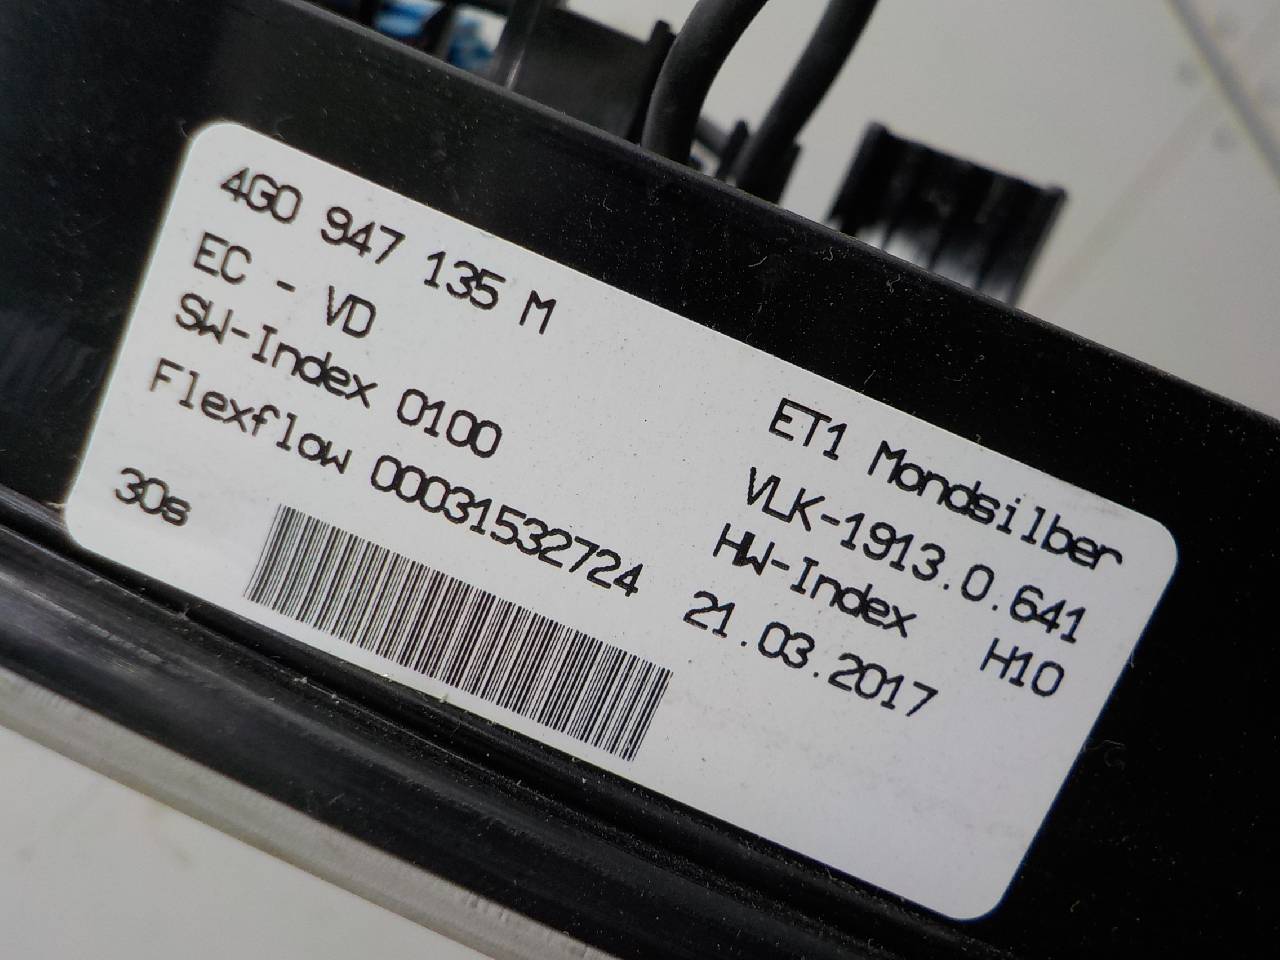 4G0 947 135 M
EC - VD
ET1 Mondsilber
SW-Index 0100
VLK-1913.0.641
Flexflow 00031532724
HW-Index H10
30s
21.03.2017